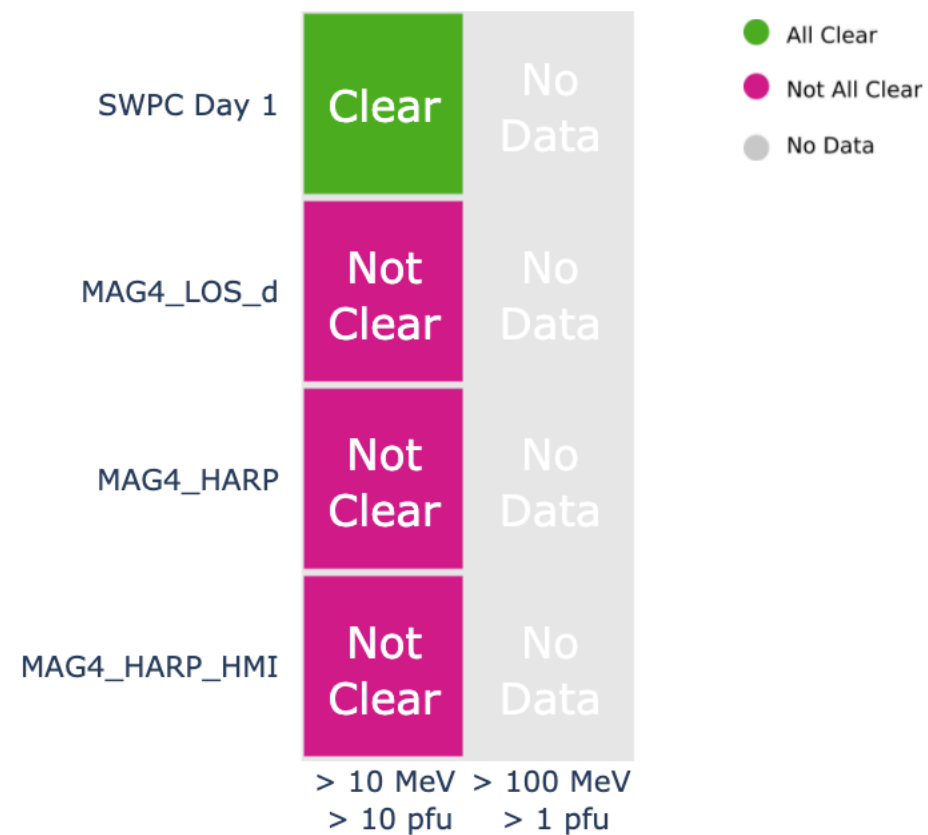 SWPC Day 1
Clear
No
Data
MAG4_LOS_d
Not
Clear
No
Data
MAG4_HARP
Not
Clear
No
Data
MAG4_HARP_HMI
Not
Clear
No
Data
> 10 MeV
> 10 pfu
> 100 MeV
> 1 pfu
All Clear
Not All Clear
No Data